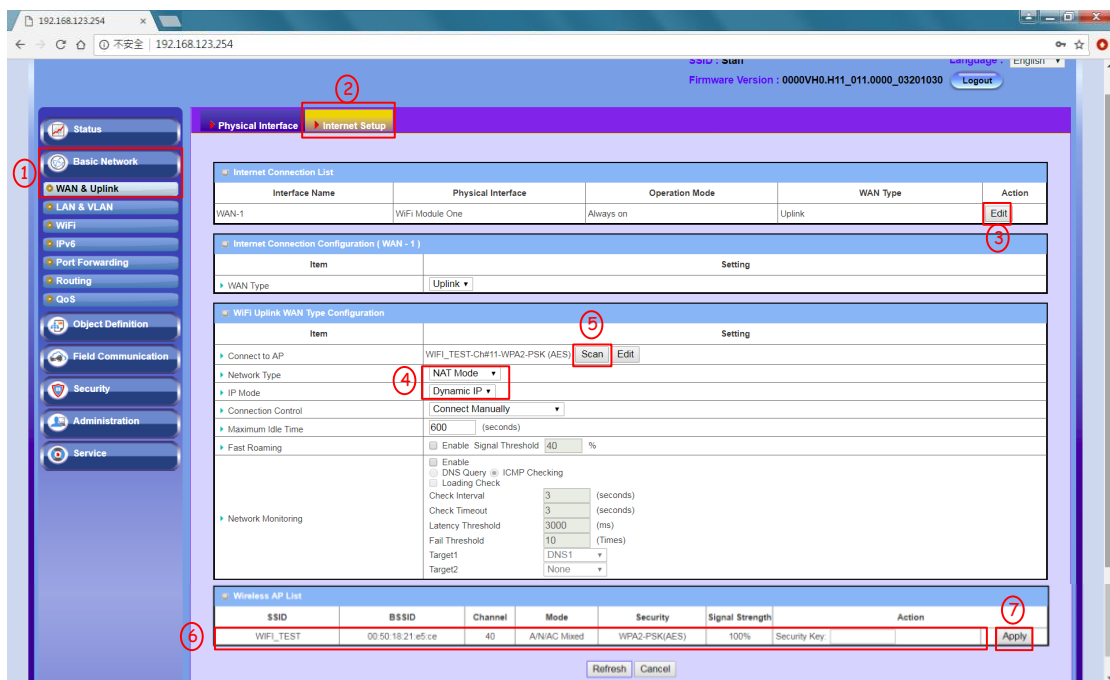 192.168.123.254
不安全 | 192.168.123.254
SSID : Stan
Language : English
Firmware Version : 0000VH0.H11_011.0000_03201030 Logout
2
Physical Interface Internet Setup
1
Status
Basic Network
WAN & Uplink
LAN & VLAN
WiFi
IPv6
Port Forwarding
Routing
QoS
Object Definition
Field Communication
Security
Administration
Service
Internet Connection List
Interface Name Physical Interface Operation Mode WAN Type Action
WAN-1 WiFi Module One Always on Uplink Edit
3
Internet Connection Configuration ( WAN - 1 )
Item Setting
WAN Type Uplink
WiFi Uplink WAN Type Configuration
5
Item Setting
Connect to AP WIFI_TEST-Ch#11-WPA2-PSK (AES) Scan Edit
4
Network Type NAT Mode
IP Mode Dynamic IP
Connection Control Connect Manually
Maximum Idle Time 600 (seconds)
Fast Roaming Enable Signal Threshold 40 %
Network Monitoring
Enable
DNS Query ICMP Checking
Loading Check
Check Interval 3 (seconds)
Check Timeout 3 (seconds)
Latency Threshold 3000 (ms)
Fail Threshold 10 (Times)
Target1 DNS1
Target2 None
Wireless AP List
7
SSID BSSID Channel Mode Security Signal Strength Action
6
WIFI_TEST 00:50:18:21:e5:ce 40 A/N/AC Mixed WPA2-PSK(AES) 100% Security Key: Apply
Refresh Cancel